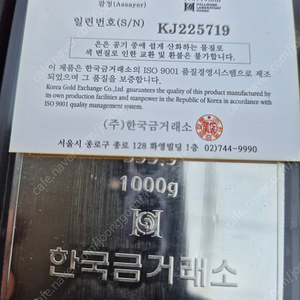 감정(Assayer)
일련번호(S/N) KJ225719
은은 공기 중에 쉽게 산화하는 물질로
색 변질로 인한 교환 및 환불은 불가합니다.
이 제품은 한국금거래소의 ISO 9001 품질경영시스템으로 제조
되었으며 그 품질을 보증합니다.
Korea Gold Exchange Co., Ltd. guarantees the quality of this product manufactured by
its own production facilities and manpower in the Republic of Korea in accordance with
ISO 9001 quality management system.
(주)한국금거래소
서울시 종로구 종로 128 화영빌딩 1층 02)744-9990
1000g
한국금거래소